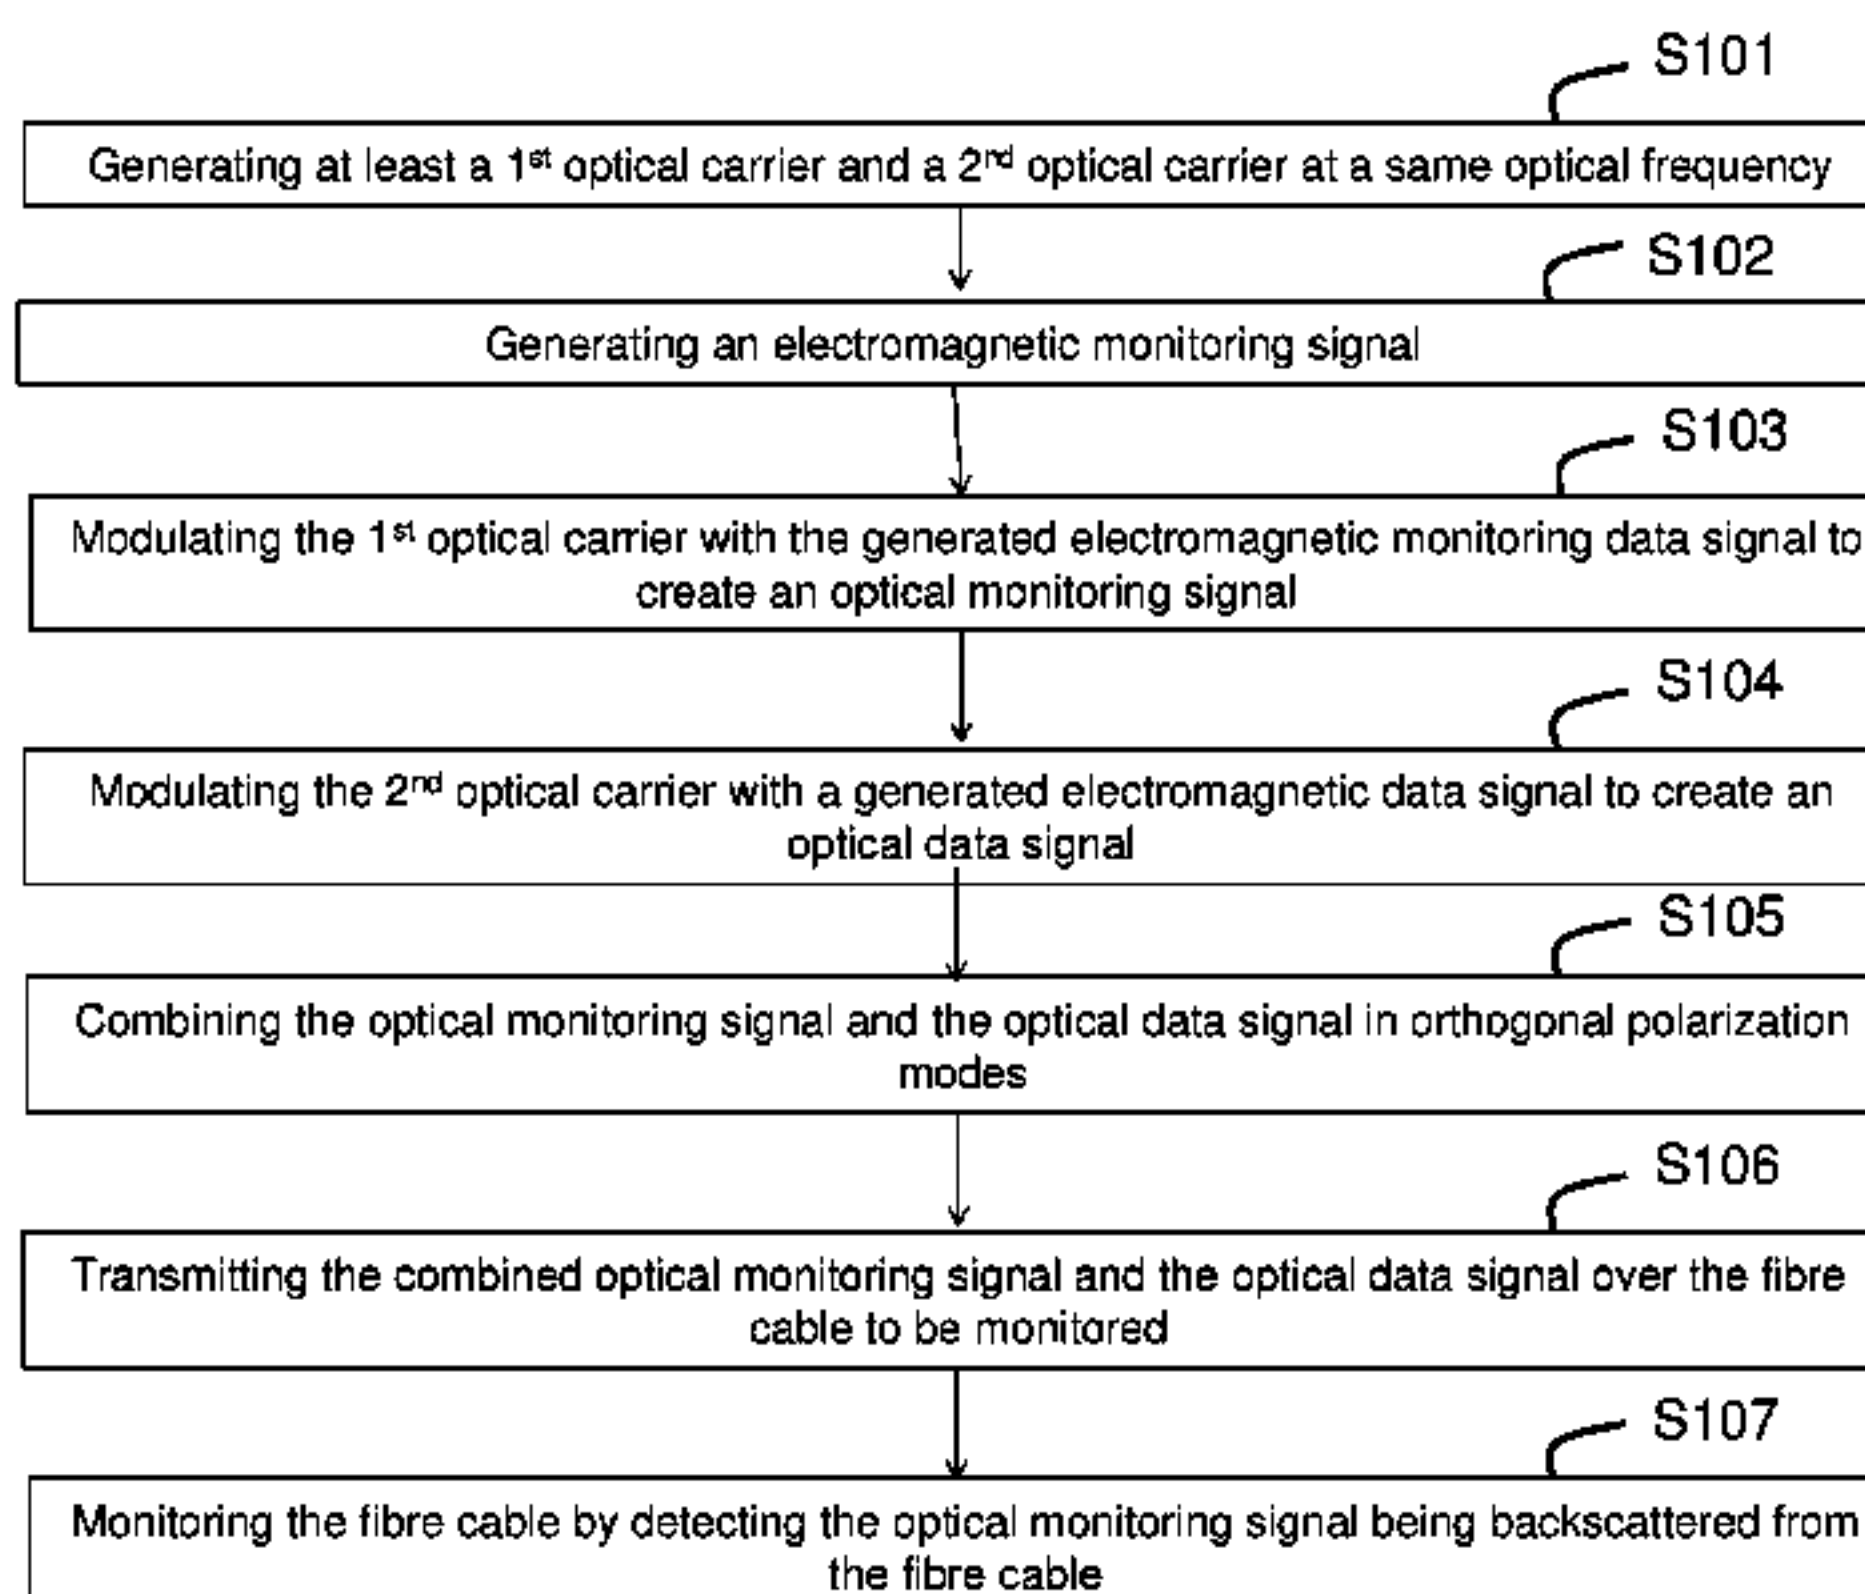 S101
Generating at least a 1st optical carrier and a 2nd optical carrier at a same optical frequency
S102
Generating an electromagnetic monitoring signal
S103
Modulating the 1st optical carrier with the generated electromagnetic monitoring data signal to
create an optical monitoring signal
S104
Modulating the 2nd optical carrier with a generated electromagnetic data signal to create an
optical data signal
S105
Combining the optical monitoring signal and the optical data signal in orthogonal polarization
modes
S106
Transmitting the combined optical monitoring signal and the optical data signal over the fibre
cable to be monitored
S107
Monitoring the fibre cable by detecting the optical monitoring signal being backscattered from
the fibre cable